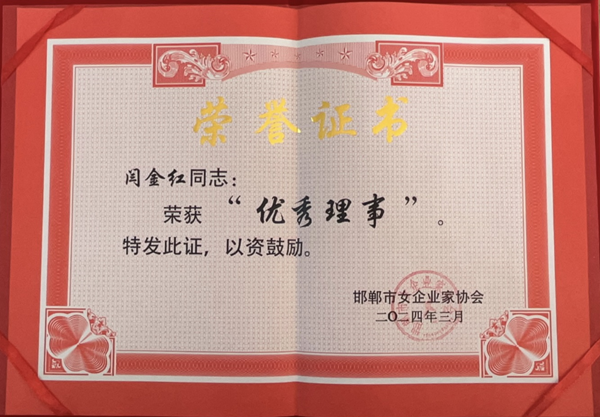 荣誉证书
闫金红同志：
荣获“优秀理事”。
特发此证，以资鼓励。
邯郸市女企业家协会
二〇二四年三月